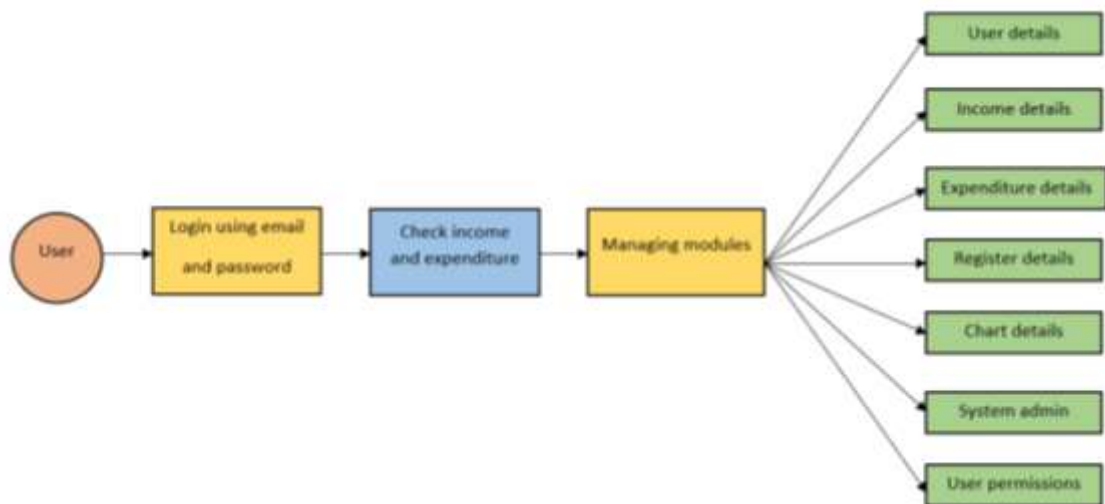 User
Login using email
and password
Check income
and expenditure
Managing modules
User details
Income details
Expenditure details
Register details
Chart details
System admin
User permissions